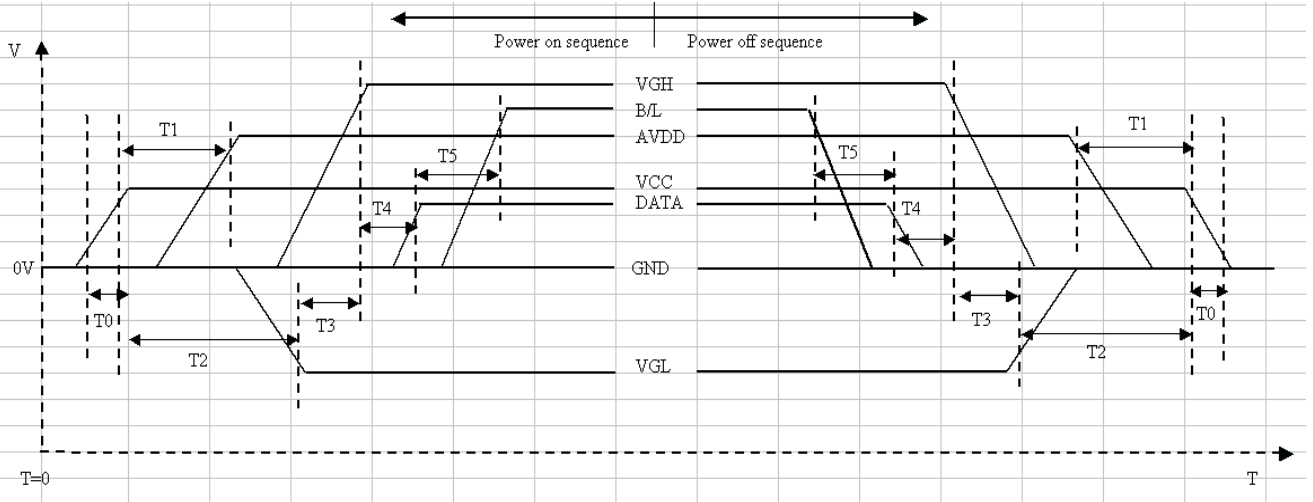 Power on sequence
Power off sequence
V
VGH
B/L
AVDD
T1
T1
T5
T5
VCC
DATA
T4
T4
0V
GND
T0
T3
T3
T0
T2
T2
VGL
T=0
T